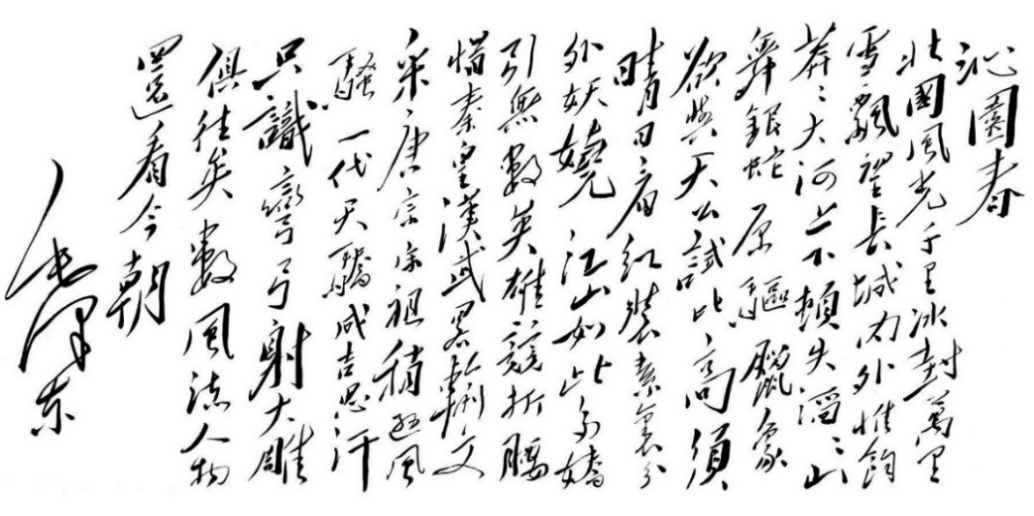 沁園春
北國風光千里冰封萬里
雪飄望長城内外惟餘
莽々大河上下頓失滔々山
舞銀蛇原驅臘象
欲與天公試比高須
晴日看紅裝素裹分
外妖嬈江山如此多嬌
引無數英雄競折腰
惜秦皇漢武略輸文
采唐宗宋祖稍遜風
騷一代天驕成吉思汗
只識彎弓射大雕
俱往矣數風流人物
還看今朝
毛澤東